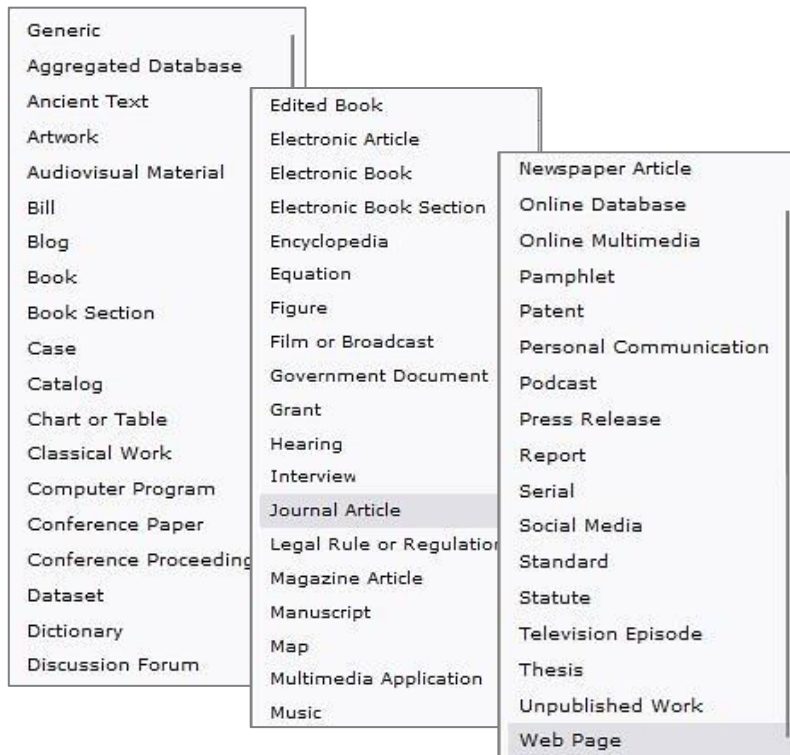 Generic
Aggregated Database
Ancient Text
Artwork
Audiovisual Material
Bill
Blog
Book
Book Section
Case
Catalog
Chart or Table
Classical Work
Computer Program
Conference Paper
Conference Proceeding
Dataset
Dictionary
Discussion Forum
Edited Book
Electronic Article
Electronic Book
Electronic Book Section
Encyclopedia
Equation
Figure
Film or Broadcast
Government Document
Grant
Hearing
Interview
Journal Article
Legal Rule or Regulation
Magazine Article
Manuscript
Map
Multimedia Application
Music
Newspaper Article
Online Database
Online Multimedia
Pamphlet
Patent
Personal Communication
Podcast
Press Release
Report
Serial
Social Media
Standard
Statute
Television Episode
Thesis
Unpublished Work
Web Page